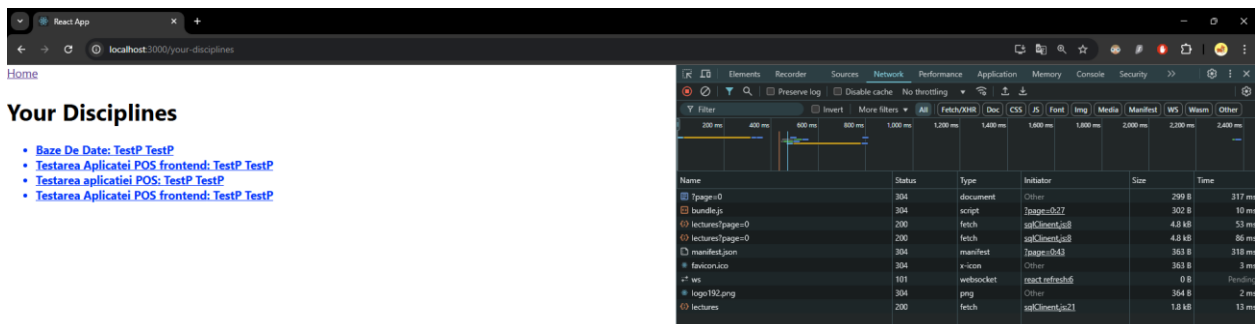 React App
localhost:3000/your-disciplines
Home
Your Disciplines
Baze De Date: TestP TestP
Testarea Aplicatei POS frontend: TestP TestP
Testarea aplicatiei POS: TestP TestP
Testarea Aplicatei POS frontend: TestP TestP
Elements Recorder Sources Network Performance Application Memory Console Security
Preserve log Disable cache No throttling
Filter Invert More filters All Fetch/XHR Doc CSS JS Font Img Media Manifest WS Wasm Other
200 ms 400 ms 600 ms 800 ms 1,000 ms 1,200 ms 1,400 ms 1,600 ms 1,800 ms 2,000 ms 2,200 ms 2,400 ms
Name Status Type Initiator Size Time
?page=0 304 document Other 299 B 317 ms
bundle.js 304 script ?page=0:27 302 B 10 ms
lectures?page=0 200 fetch sqlClinent.js:8 4.8 kB 53 ms
lectures?page=0 200 fetch sqlClinent.js:8 4.8 kB 86 ms
manifest.json 304 manifest ?page=0:43 363 B 318 ms
favicon.ico 304 x-icon Other 363 B 3 ms
ws 101 websocket react refresh:6 0 B Pending
logo192.png 304 png Other 364 B 2 ms
lectures 200 fetch sqlClinent.js:21 1.8 kB 13 ms